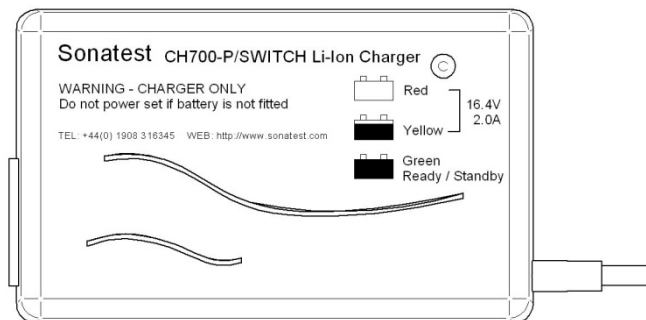 Sonatest CH700-P/SWITCH Li-Ion Charger
WARNING - CHARGER ONLY
Do not power set if battery is not fitted
TEL: +44(0) 1908 316345 WEB: http://www.sonatest.com
Red
Yellow
16.4V
2.0A
Green
Ready / Standby